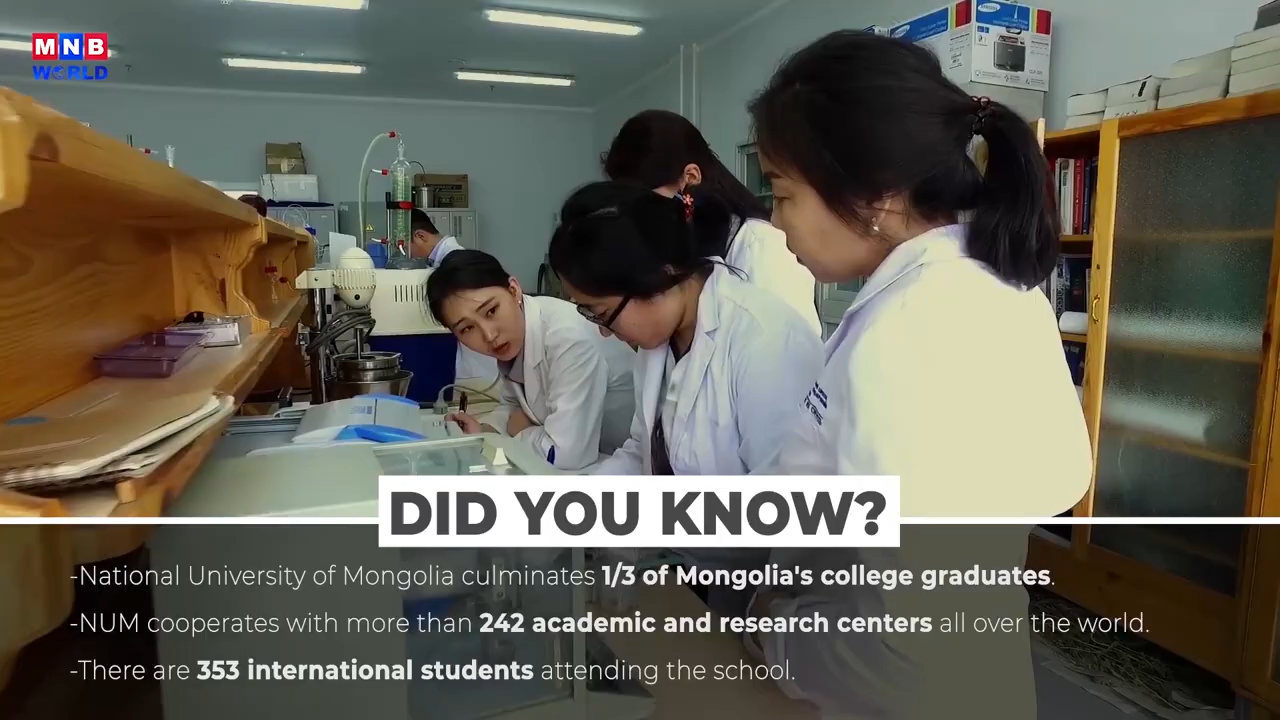 MNB
WORLD
SAMSUNG
DID YOU KNOW?
-National University of Mongolia culminates 1/3 of Mongolia's college graduates.
-NUM cooperates with more than 242 academic and research centers all over the world.
-There are 353 international students attending the school.